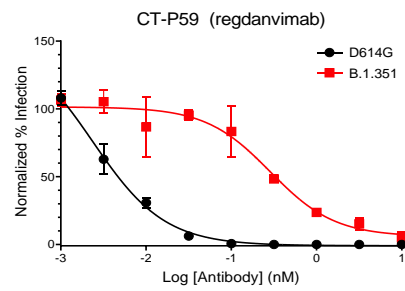 CT-P59 (regdanvimab)
D614G
B.1.351
Normalized % Infection
150
100
50
0
-3
-2
-1
0
1
Log [Antibody] (nM)